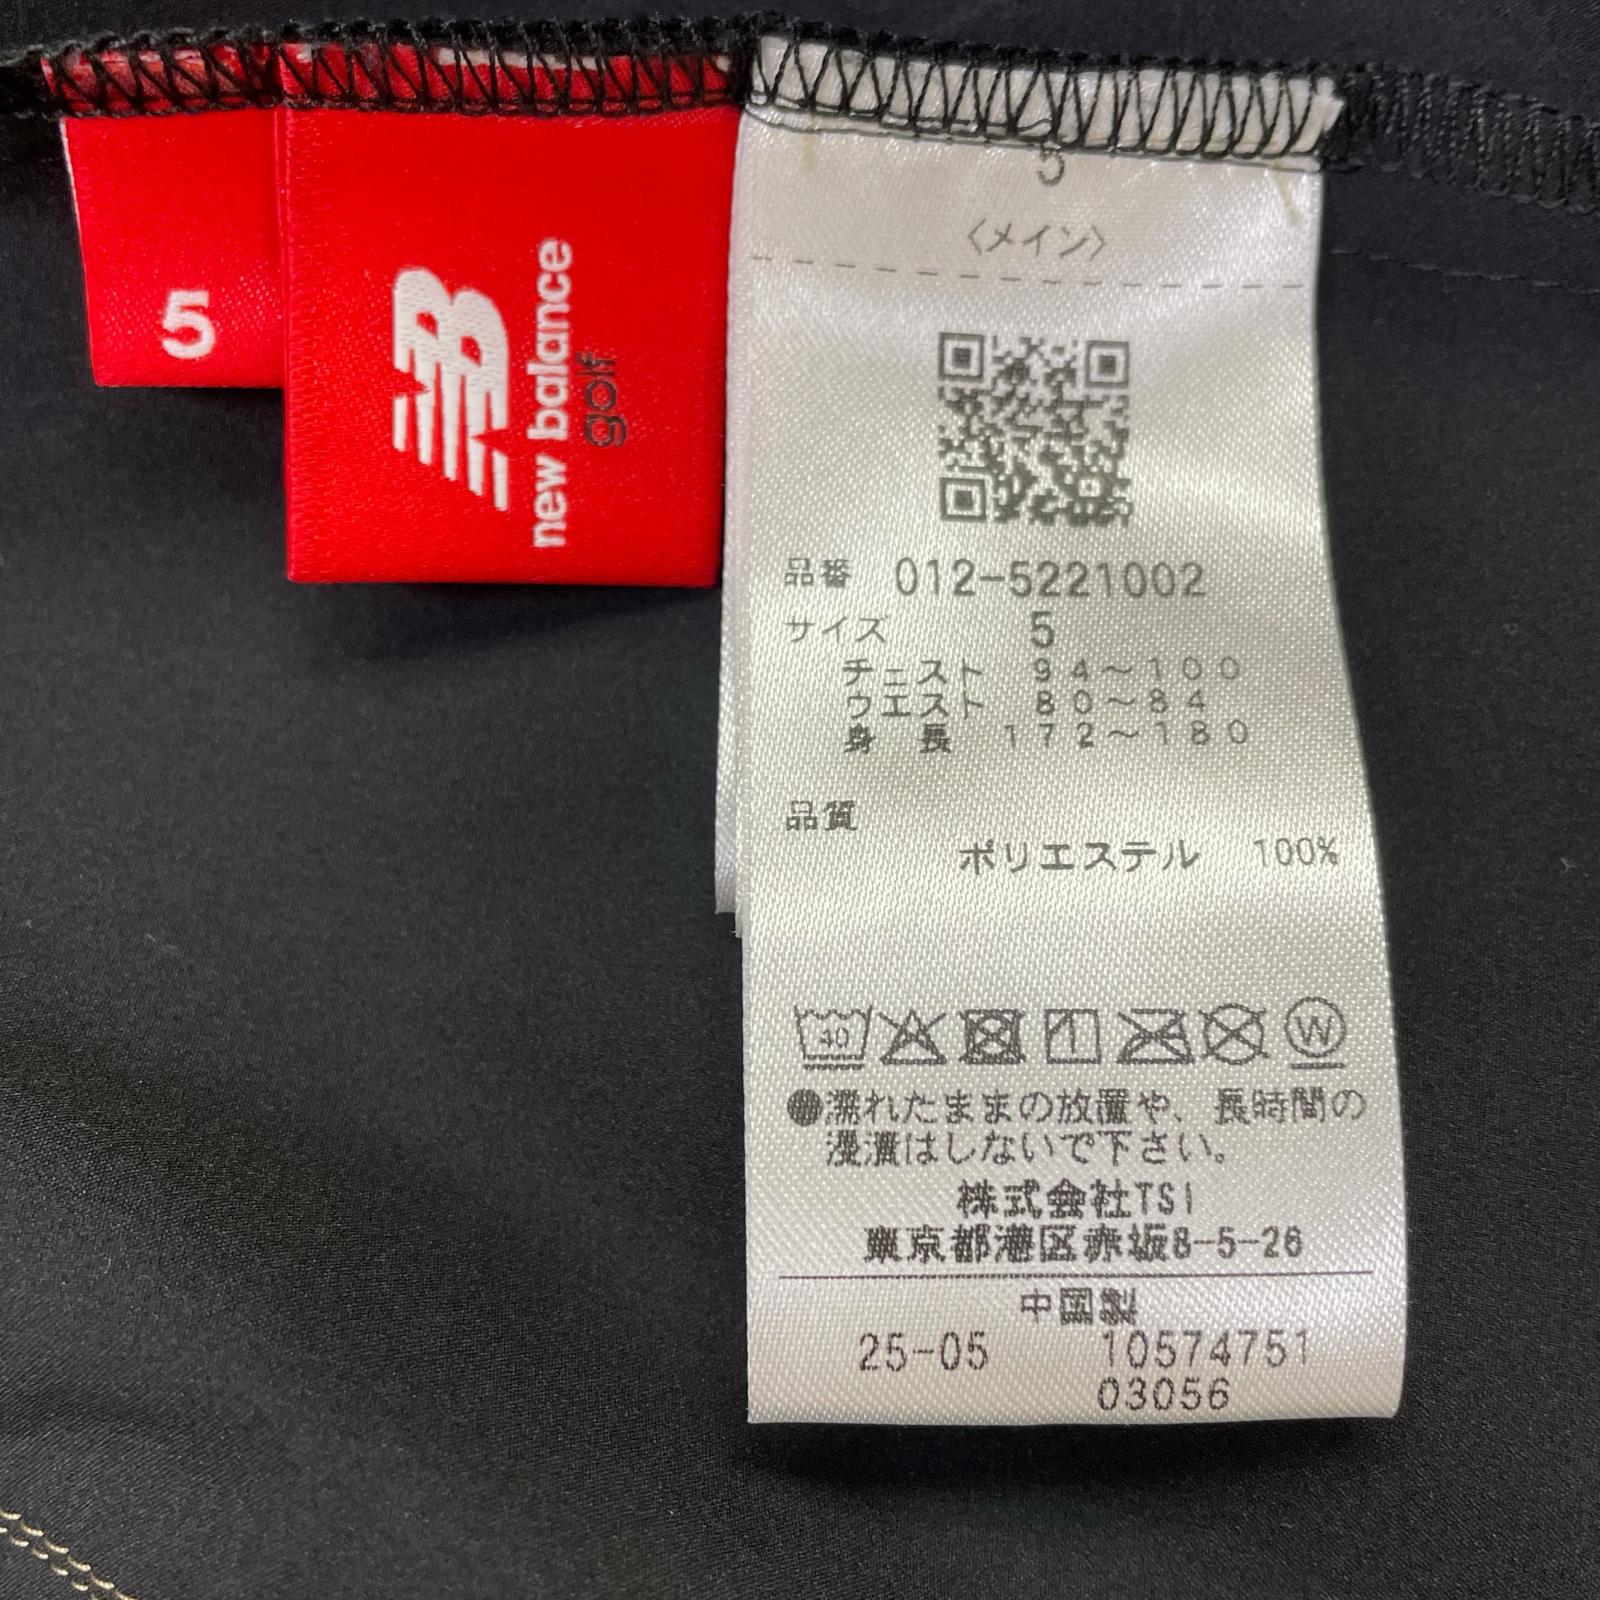 5
NB
new balance
golf
5
〈メイン〉
品番 012-5221002
サイズ 5
チェスト 94〜100
ウエスト 80〜84
身長 172〜180
品質
ポリエステル 100%
40
W
●濡れたままの放置や、長時間の
浸漬はしないで下さい。
株式会社TSI
東京都港区赤坂8-5-26
中国製
25-05 10574751
03056